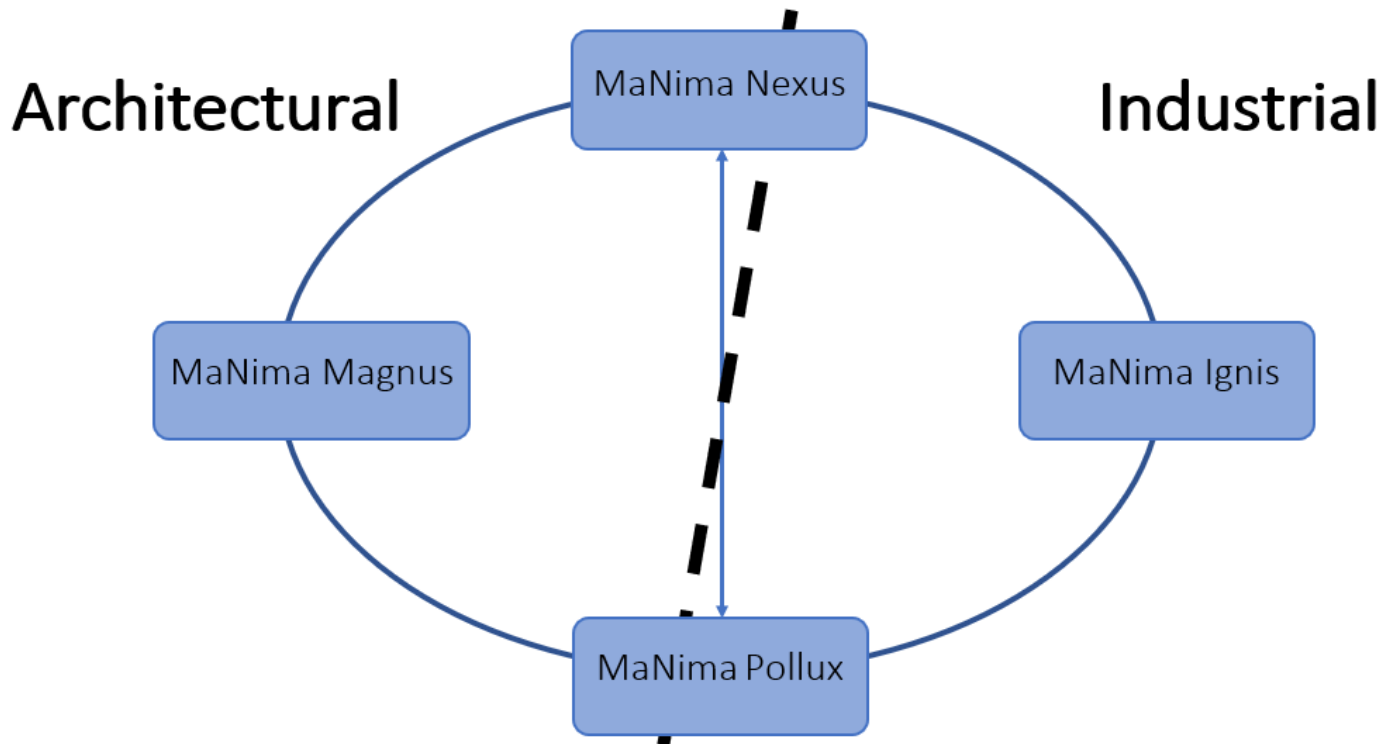 MaNima Nexus
Architectural
Industrial
MaNima Magnus
MaNima Ignis
MaNima Pollux